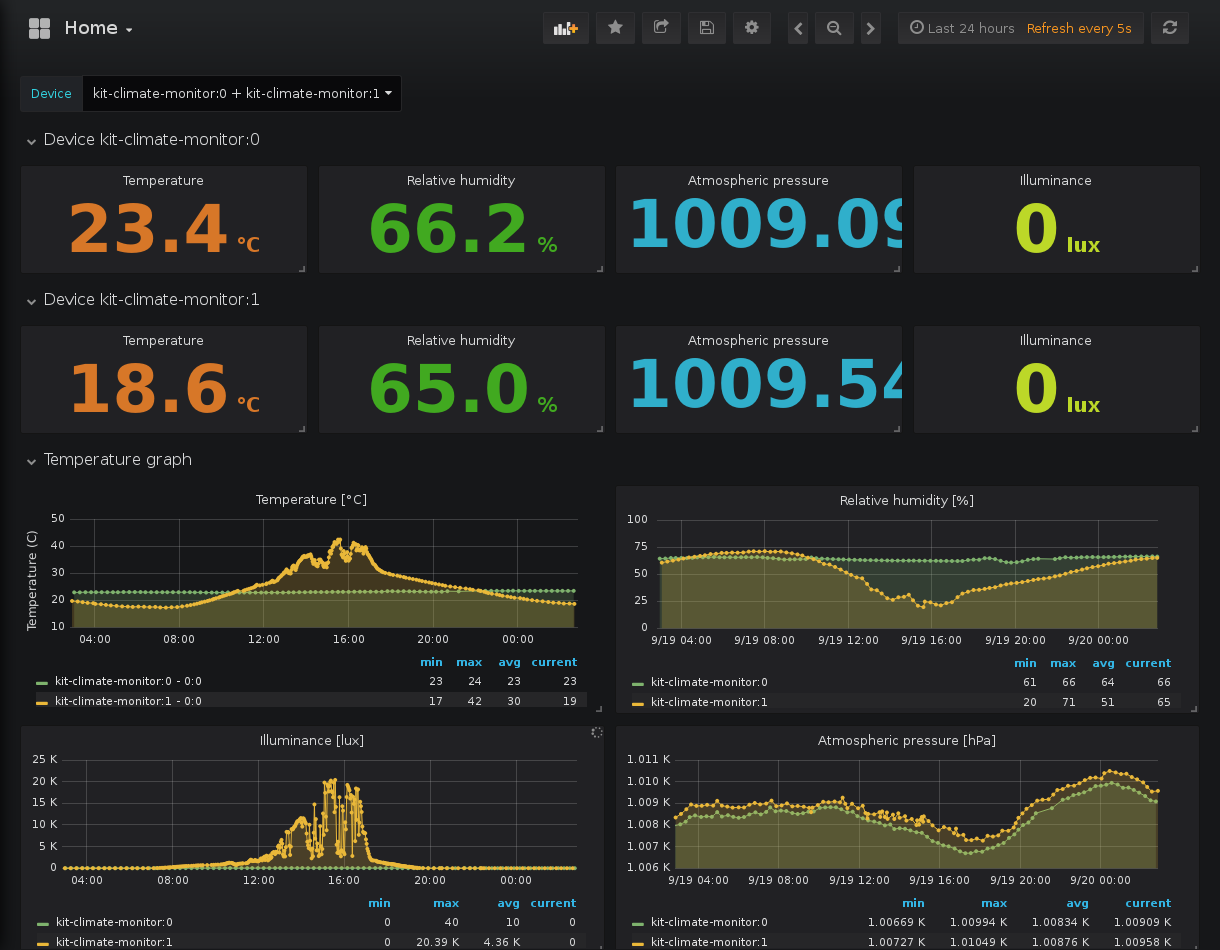 Home
Last 24 hours Refresh every 5s
Device kit-climate-monitor:0 + kit-climate-monitor:1
Device kit-climate-monitor:0
Temperature Relative humidity Atmospheric pressure Illuminance
23.4 °C 66.2 % 1009.09 0 lux
Device kit-climate-monitor:1
Temperature Relative humidity Atmospheric pressure Illuminance
18.6 °C 65.0 % 1009.54 0 lux
Temperature graph
Temperature [°C]
Temperature (C)
50
40
30
20
10
04:00 08:00 12:00 16:00 20:00 00:00
min max avg current
kit-climate-monitor:0 - 0:0 23 24 23 23
kit-climate-monitor:1 - 0:0 17 42 30 19
Relative humidity [%]
100
75
50
25
0
9/19 04:00 9/19 08:00 9/19 12:00 9/19 16:00 9/19 20:00 9/20 00:00
min max avg current
kit-climate-monitor:0 61 66 64 66
kit-climate-monitor:1 20 71 51 65
Illuminance [lux]
25 K
20 K
15 K
10 K
5 K
0
04:00 08:00 12:00 16:00 20:00 00:00
min max avg current
kit-climate-monitor:0 0 40 10 0
kit-climate-monitor:1 0 20.39 K 4.36 K 0
Atmospheric pressure [hPa]
1.011 K
1.010 K
1.009 K
1.008 K
1.007 K
1.006 K
9/19 04:00 9/19 08:00 9/19 12:00 9/19 16:00 9/19 20:00 9/20 00:00
min max avg current
kit-climate-monitor:0 1.00669 K 1.00994 K 1.00834 K 1.00909 K
kit-climate-monitor:1 1.00727 K 1.01049 K 1.00876 K 1.00958 K